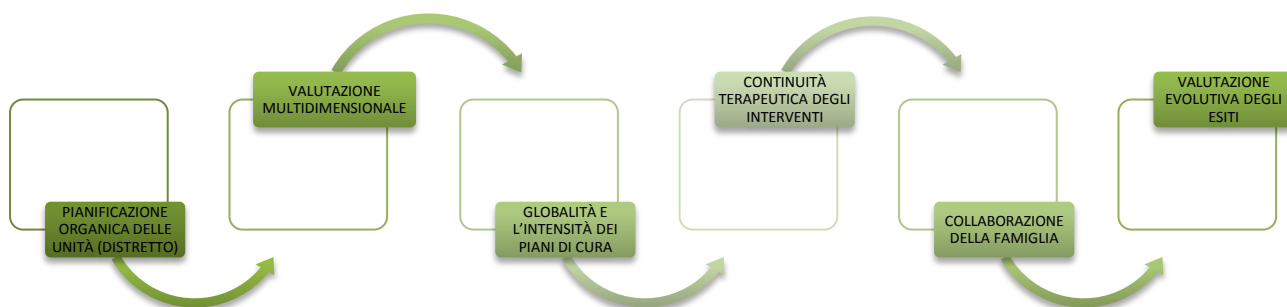 PIANIFICAZIONE
ORGANICA DELLE
UNITÀ (DISTRETTO)
VALUTAZIONE
MULTIDIMENSIONALE
GLOBALITÀ E
L'INTENSITÀ DEI
PIANI DI CURA
CONTINUITÀ
TERAPEUTICA DEGLI
INTERVENTI
COLLABORAZIONE
DELLA FAMIGLIA
VALUTAZIONE
EVOLUTIVA DEGLI
ESITI